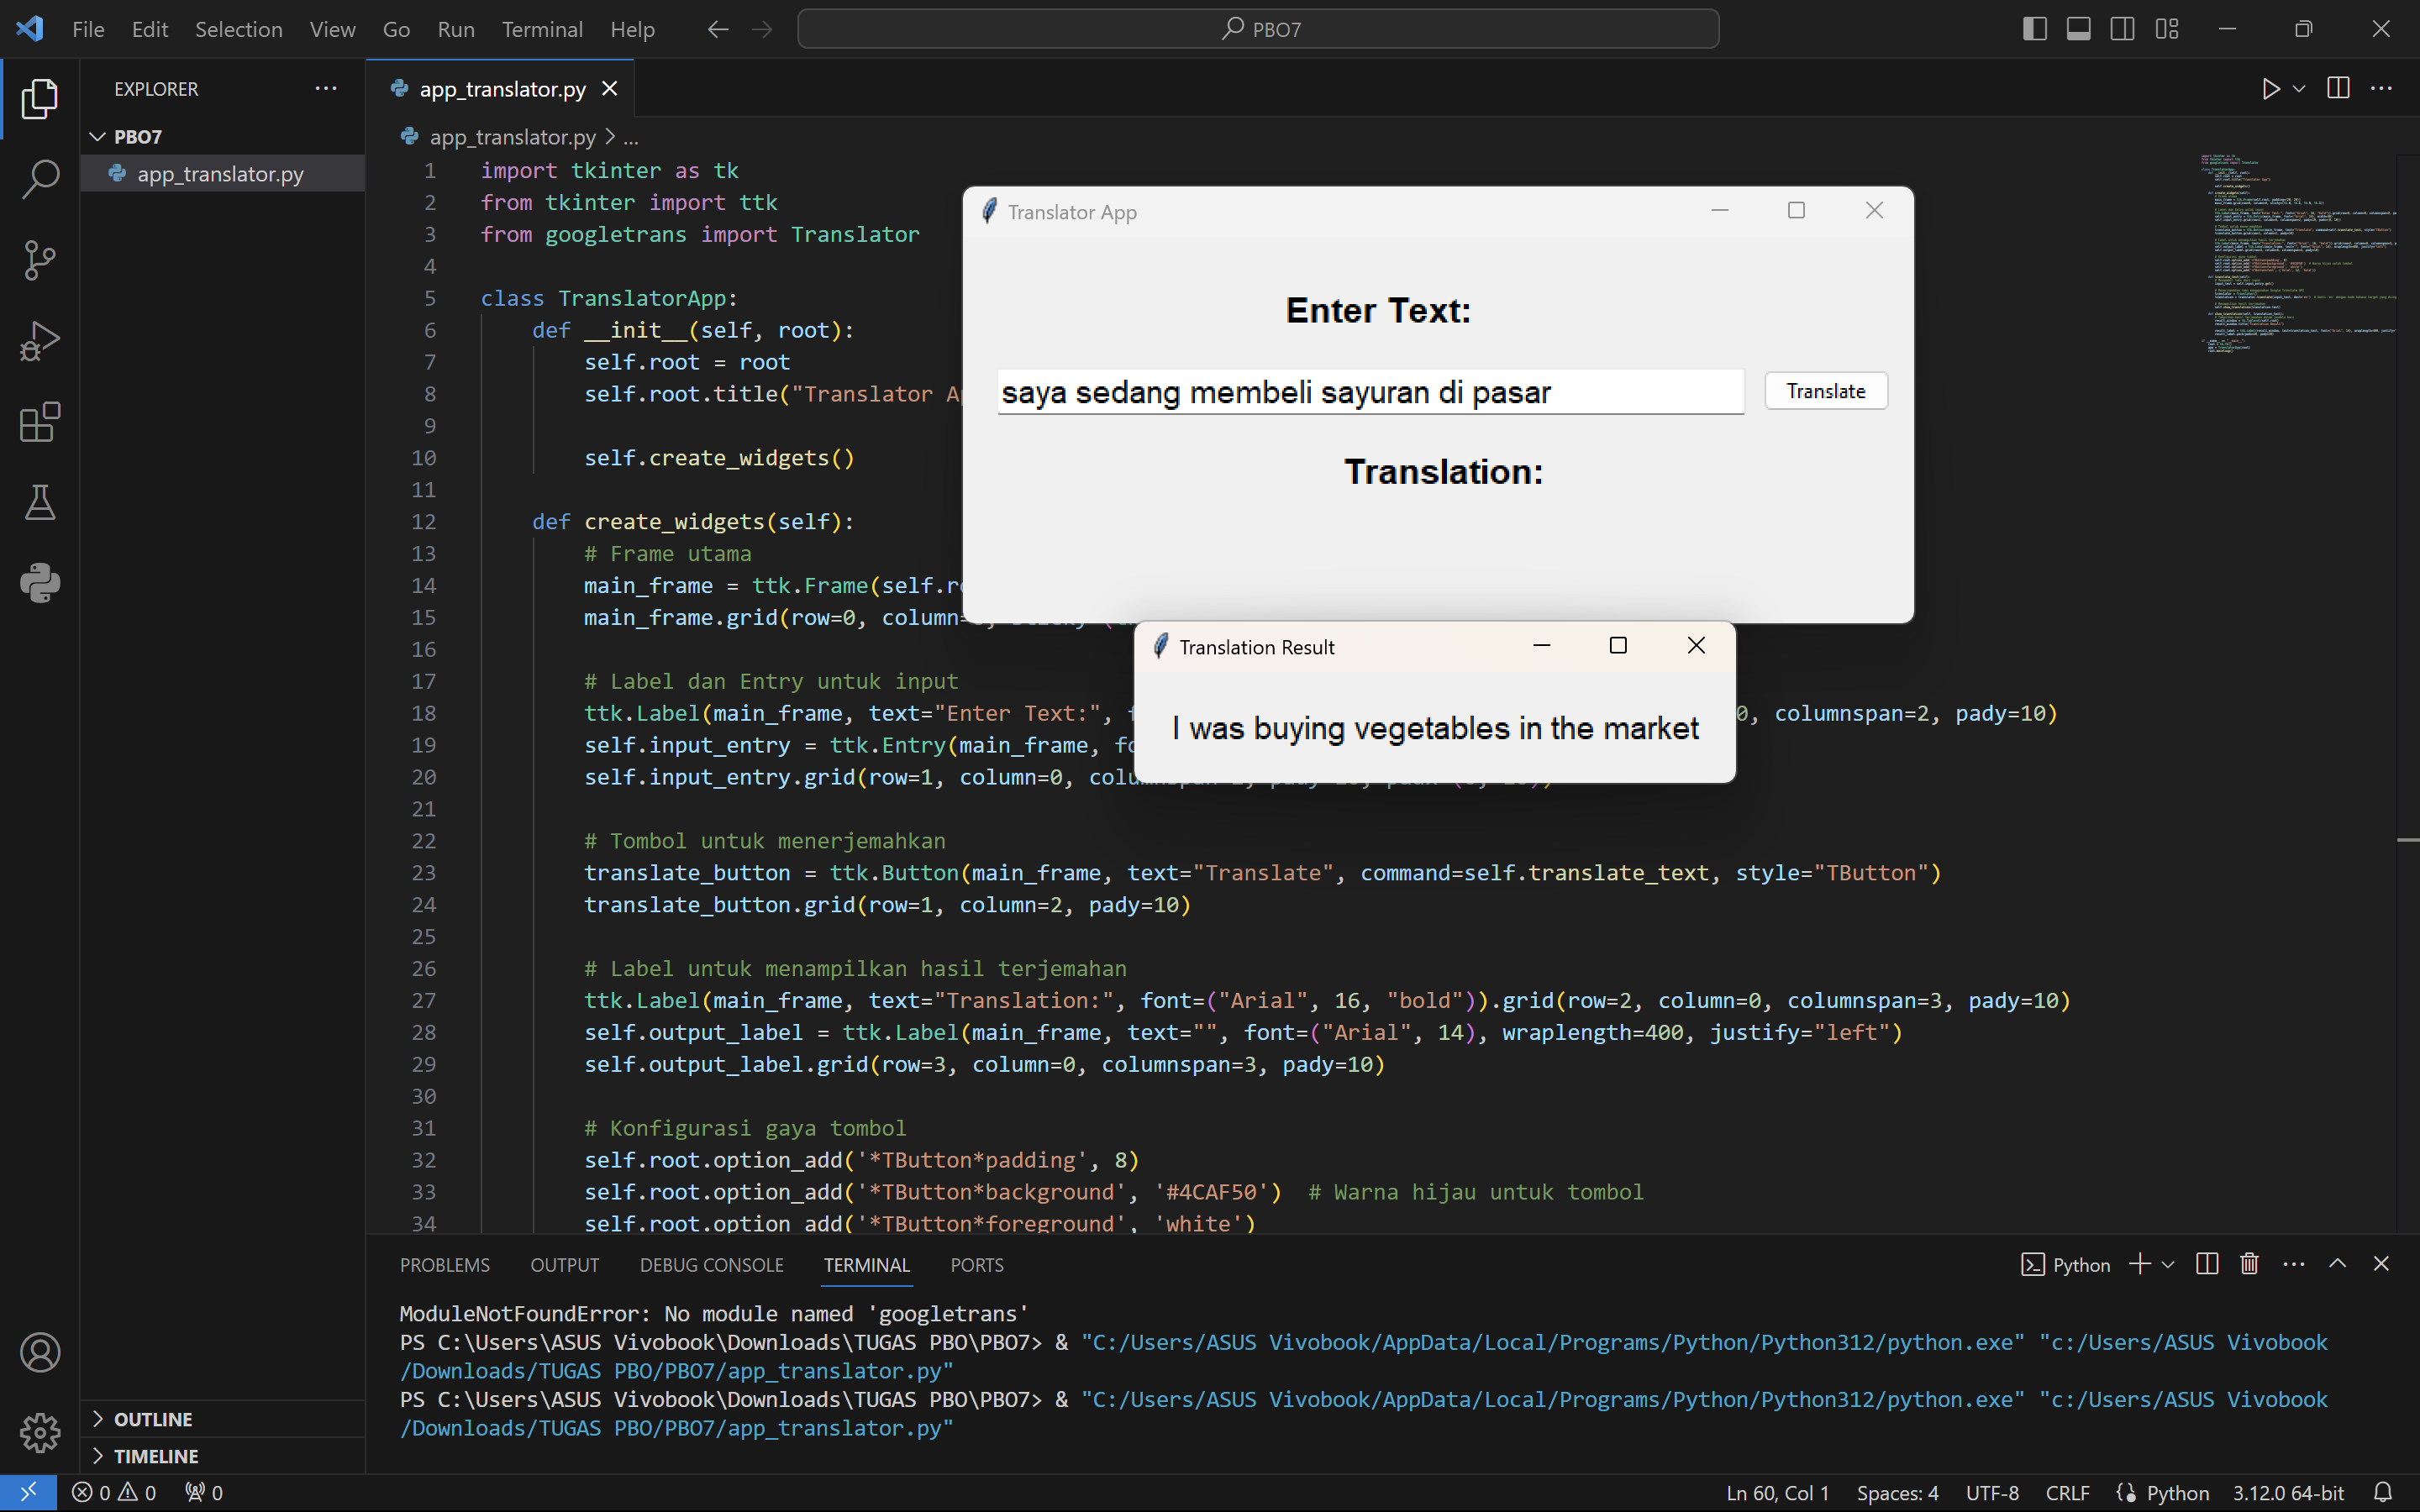 File Edit Selection View Go Run Terminal Help
PBO7
EXPLORER
PBO7
app_translator.py
OUTLINE
TIMELINE
app_translator.py
app_translator.py > ...
1 import tkinter as tk
2 from tkinter import ttk
3 from googletrans import Translator
4
5 class TranslatorApp:
6 def __init__(self, root):
7 self.root = root
8 self.root.title("Translator A
9
10 self.create_widgets()
11
12 def create_widgets(self):
13 # Frame utama
14 main_frame = ttk.Frame(self.r
15 main_frame.grid(row=0, column=
16
17 # Label dan Entry untuk input
18 ttk.Label(main_frame, text="Enter Text:", 0, columnspan=2, pady=10)
19 self.input_entry = ttk.Entry(main_frame, fo
20 self.input_entry.grid(row=1, column=0,
21
22 # Tombol untuk menerjemahkan
23 translate_button = ttk.Button(main_frame, text="Translate", command=self.translate_text, style="TButton")
24 translate_button.grid(row=1, column=2, pady=10)
25
26 # Label untuk menampilkan hasil terjemahan
27 ttk.Label(main_frame, text="Translation:", font=("Arial", 16, "bold")).grid(row=2, column=0, columnspan=3, pady=10)
28 self.output_label = ttk.Label(main_frame, text="", font=("Arial", 14), wraplength=400, justify="left")
29 self.output_label.grid(row=3, column=0, columnspan=3, pady=10)
30
31 # Konfigurasi gaya tombol
32 self.root.option_add('*TButton*padding', 8)
33 self.root.option_add('*TButton*background', '#4CAF50') # Warna hijau untuk tombol
34 self.root.option_add('*TButton*foreground', 'white')
Translator App
Enter Text:
saya sedang membeli sayuran di pasar
Translate
Translation:
Translation Result
I was buying vegetables in the market
PROBLEMS OUTPUT DEBUG CONSOLE TERMINAL PORTS
Python
ModuleNotFoundError: No module named 'googletrans'
PS C:\Users\ASUS Vivobook\Downloads\TUGAS PBO\PBO7> & "C:/Users/ASUS Vivobook/AppData/Local/Programs/Python/Python312/python.exe" "c:/Users/ASUS Vivobook
/Downloads/TUGAS PBO/PBO7/app_translator.py"
PS C:\Users\ASUS Vivobook\Downloads\TUGAS PBO\PBO7> & "C:/Users/ASUS Vivobook/AppData/Local/Programs/Python/Python312/python.exe" "c:/Users/ASUS Vivobook
/Downloads/TUGAS PBO/PBO7/app_translator.py"
0 0 0 Ln 60, Col 1 Spaces: 4 UTF-8 CRLF Python 3.12.0 64-bit